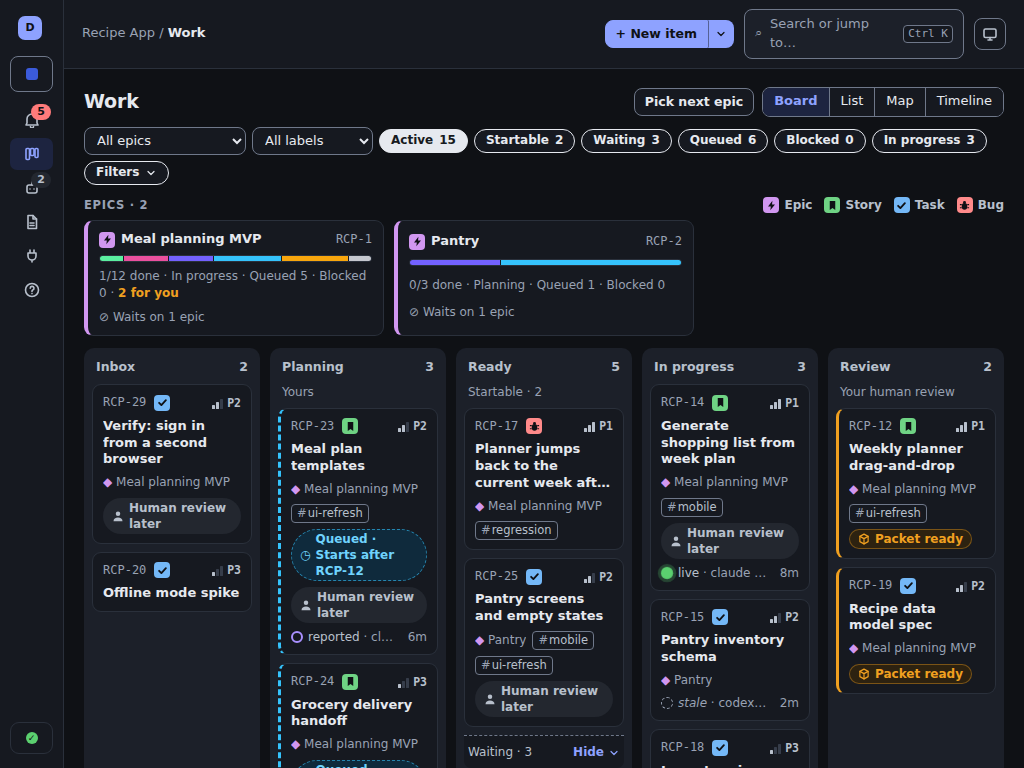 D
Recipe App / Work
+ New item
Search or jump
to…
Ctrl K
5
2
Work
Pick next epic
Board
List
Map
Timeline
All epics
All labels
Active 15
Startable 2
Waiting 3
Queued 6
Blocked 0
In progress 3
Filters
EPICS · 2
Epic
Story
Task
Bug
Meal planning MVP
RCP-1
1/12 done · In progress · Queued 5 · Blocked
0 · 2 for you
Waits on 1 epic
Pantry
RCP-2
0/3 done · Planning · Queued 1 · Blocked 0
Waits on 1 epic
Inbox
2
RCP-29
P2
Verify: sign in
from a second
browser
Meal planning MVP
Human review
later
RCP-20
P3
Offline mode spike
Planning
3
Yours
RCP-23
P2
Meal plan
templates
Meal planning MVP
#ui-refresh
Queued ·
Starts after
RCP-12
Human review
later
reported · cl…
6m
RCP-24
P3
Grocery delivery
handoff
Meal planning MVP
Ready
5
Startable · 2
RCP-17
P1
Planner jumps
back to the
current week aft…
Meal planning MVP
#regression
RCP-25
P2
Pantry screens
and empty states
Pantry
#mobile
#ui-refresh
Human review
later
Waiting · 3
Hide
In progress
3
RCP-14
P1
Generate
shopping list from
week plan
Meal planning MVP
#mobile
Human review
later
live · claude …
8m
RCP-15
P2
Pantry inventory
schema
Pantry
stale · codex…
2m
RCP-18
P3
Review
2
Your human review
RCP-12
P1
Weekly planner
drag-and-drop
Meal planning MVP
#ui-refresh
Packet ready
RCP-19
P2
Recipe data
model spec
Meal planning MVP
Packet ready